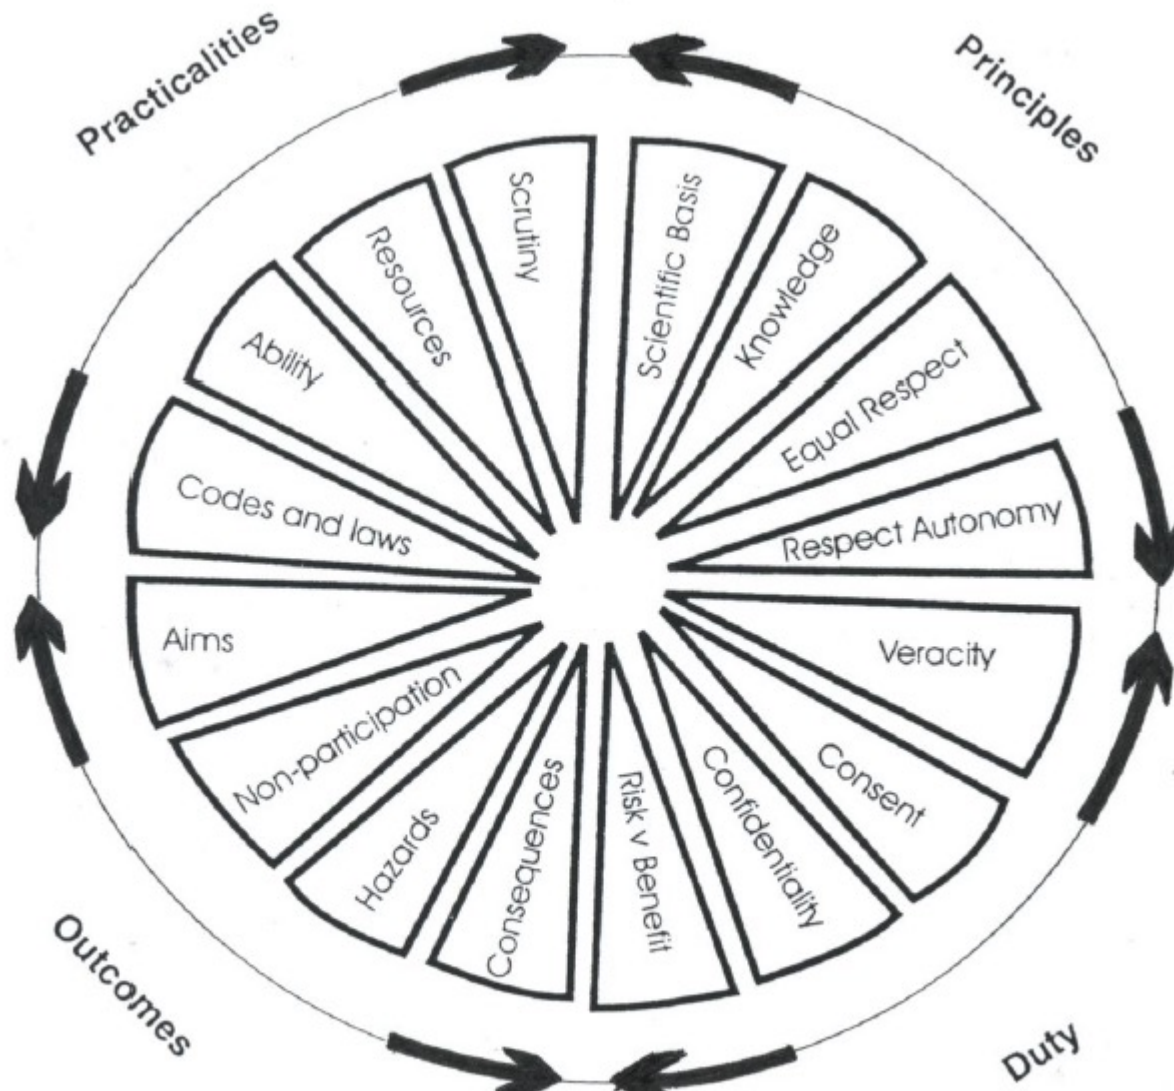 Practicalities
Principles
Scrutiny
Scientific Basis
Resources
Knowledge
Ability
Equal Respect
Codes and laws
Respect Autonomy
Aims
Veracity
Non-participation
Consent
Hazards
Confidentiality
Consequences
Risk v Benefit
Outcomes
Duty